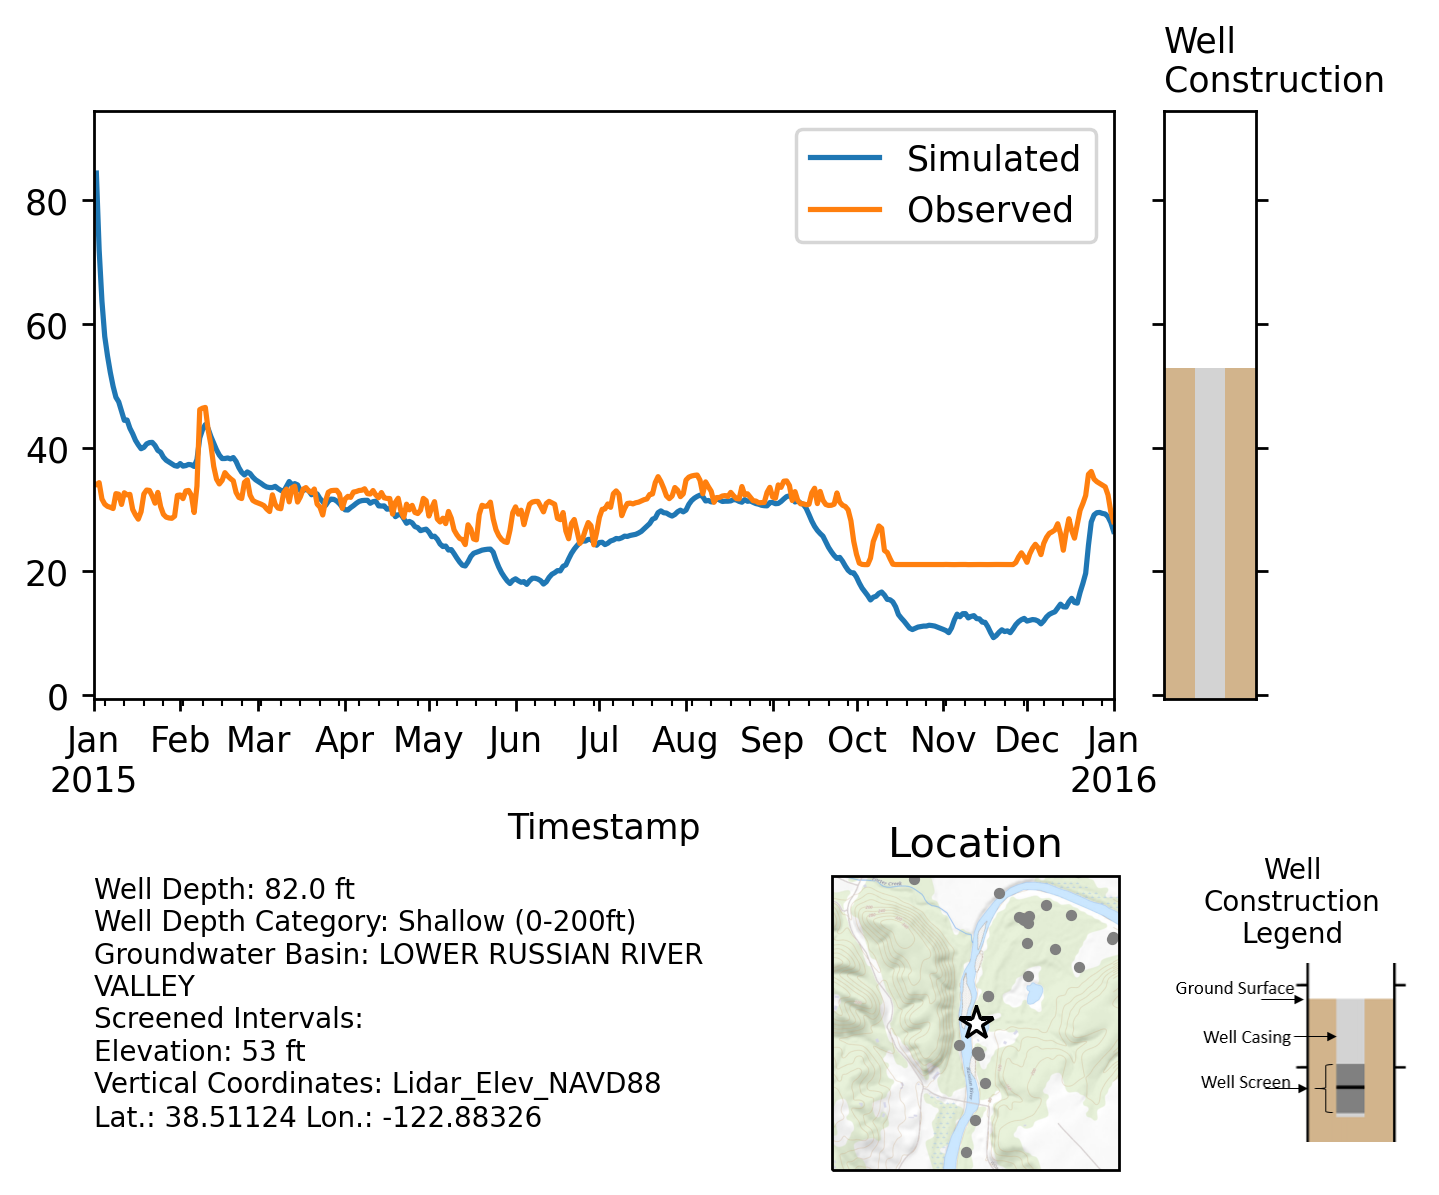 Well
Construction
Simulated
Observed
80
60
40
20
0
Jan
2015
Feb
Mar
Apr
May
Jun
Jul
Aug
Sep
Oct
Nov
Dec
Jan
2016
Timestamp
Well Depth: 82.0 ft
Well Depth Category: Shallow (0-200ft)
Groundwater Basin: LOWER RUSSIAN RIVER
VALLEY
Screened Intervals:
Elevation: 53 ft
Vertical Coordinates: Lidar_Elev_NAVD88
Lat.: 38.51124 Lon.: -122.88326
Location
Well
Construction
Legend
Ground Surface
Well Casing
Well Screen